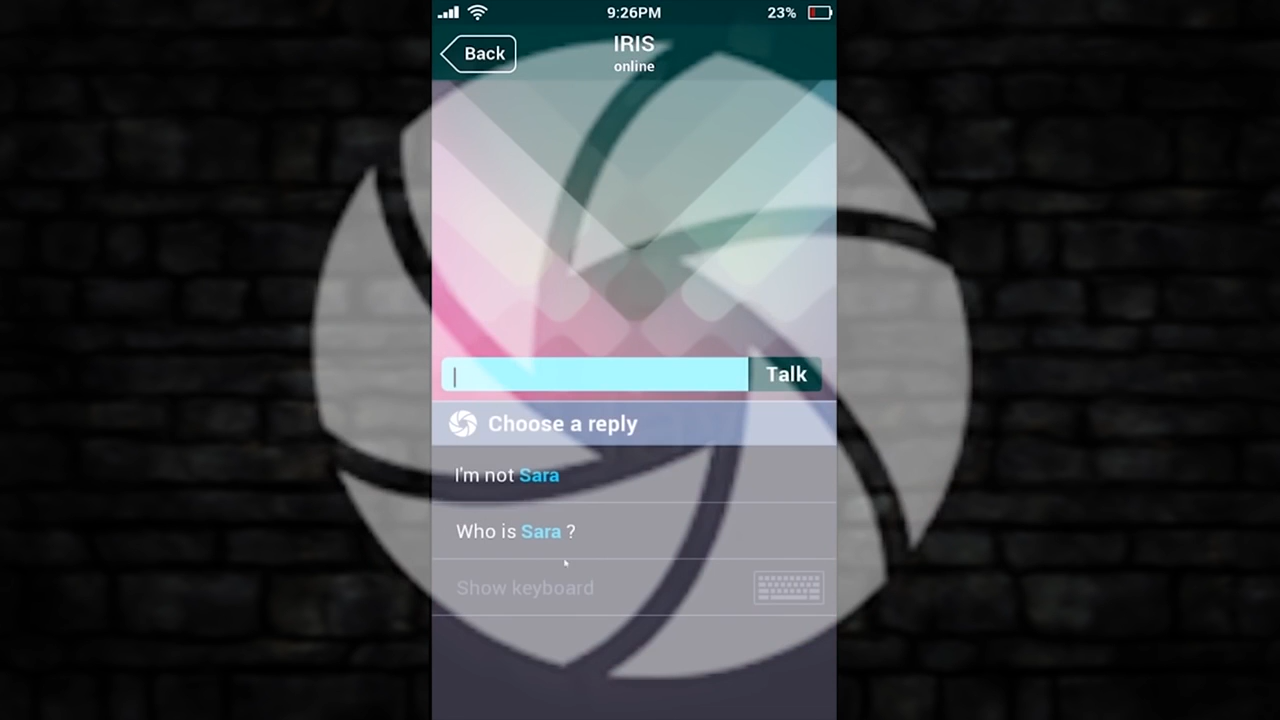 9:26PM
23%
Back
IRIS
online
Talk
Choose a reply
I'm not Sara
Who is Sara ?
Show keyboard